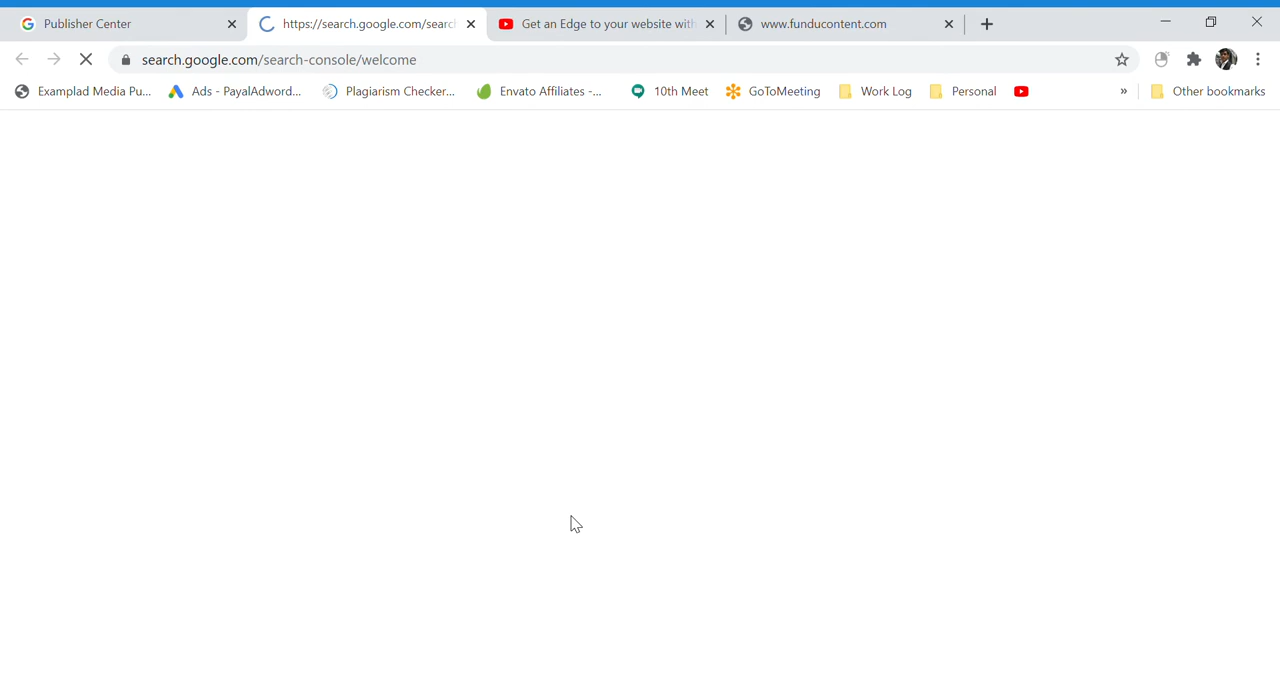 Publisher Center
https://search.google.com/searc
Get an Edge to your website with
www.funducontent.com
search.google.com/search-console/welcome
Examplad Media Pu...
Ads - PayalAdword...
Plagiarism Checker...
Envato Affiliates -...
10th Meet
GoToMeeting
Work Log
Personal
»
Other bookmarks